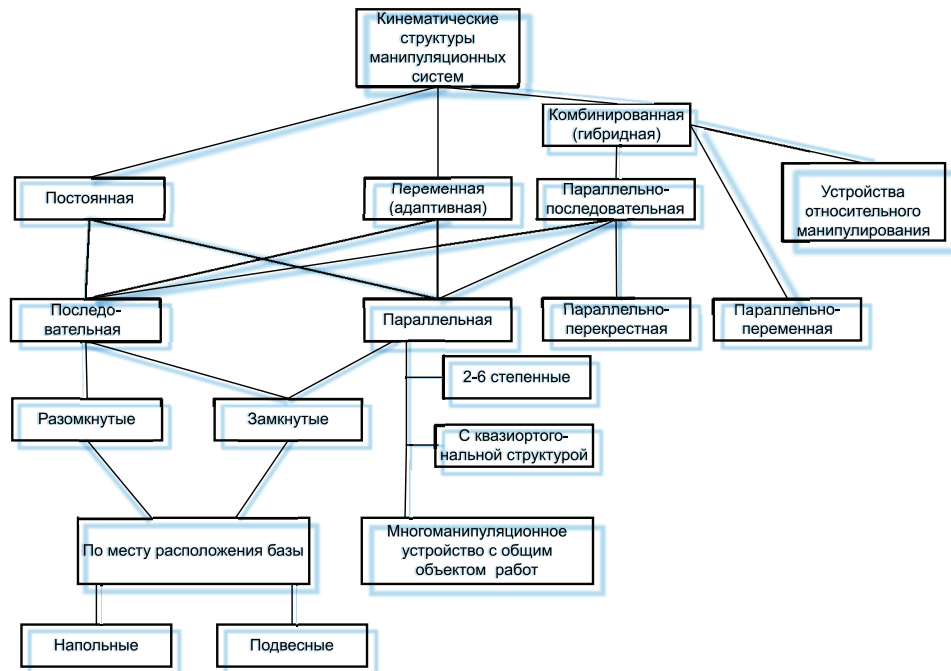 Кинематические
структуры
манипуляционных
систем
Комбинированная
(гибридная)
Постоянная
Переменная
(адаптивная)
Параллельно-
последовательная
Устройства
относительного
манипулирования
Последо-
вательная
Параллельная
Параллельно-
перекрестная
Параллельно-
переменная
2-6 степенные
Разомкнутые
Замкнутые
С квазиортого-
нальной структурой
По месту расположения базы
Многоманипуляционное
устройство с общим
объектом работ
Напольные
Подвесные